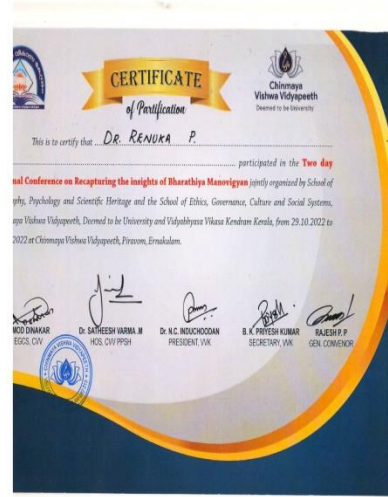 CERTIFICATE
of Partification
Chinmaya
Vishwa Vidyapeeth
Deemed to be University
This is to certify that ... DR. RENUKA P.
participated in the Two day
nal Conference on Recapturing the insights of Bharathiya Manovigyan jointly organized by School of
phy, Psychology and Scientific Heritage and the School of Ethics, Governance, Culture and Social Systems,
aya Vishwa Vidyapeeth, Deemed to be University and Vidyabhyasa Vikasa Kendram Kerala, from 29.10.2022 to
2022 at Chinmaya Vishwa Vidyapeeth, Piravom, Ernakulam.
MOD DINAKAR
EGCS, CVV
Dr. SATHEESH VARMA .M
HOS, CVV PPSH
Dr. N.C. INDUCHOODAN
PRESIDENT, VVK
B. K. PRIYESH KUMAR
SECRETARY, VVK
RAJESH P. P
GEN. CONVENOR